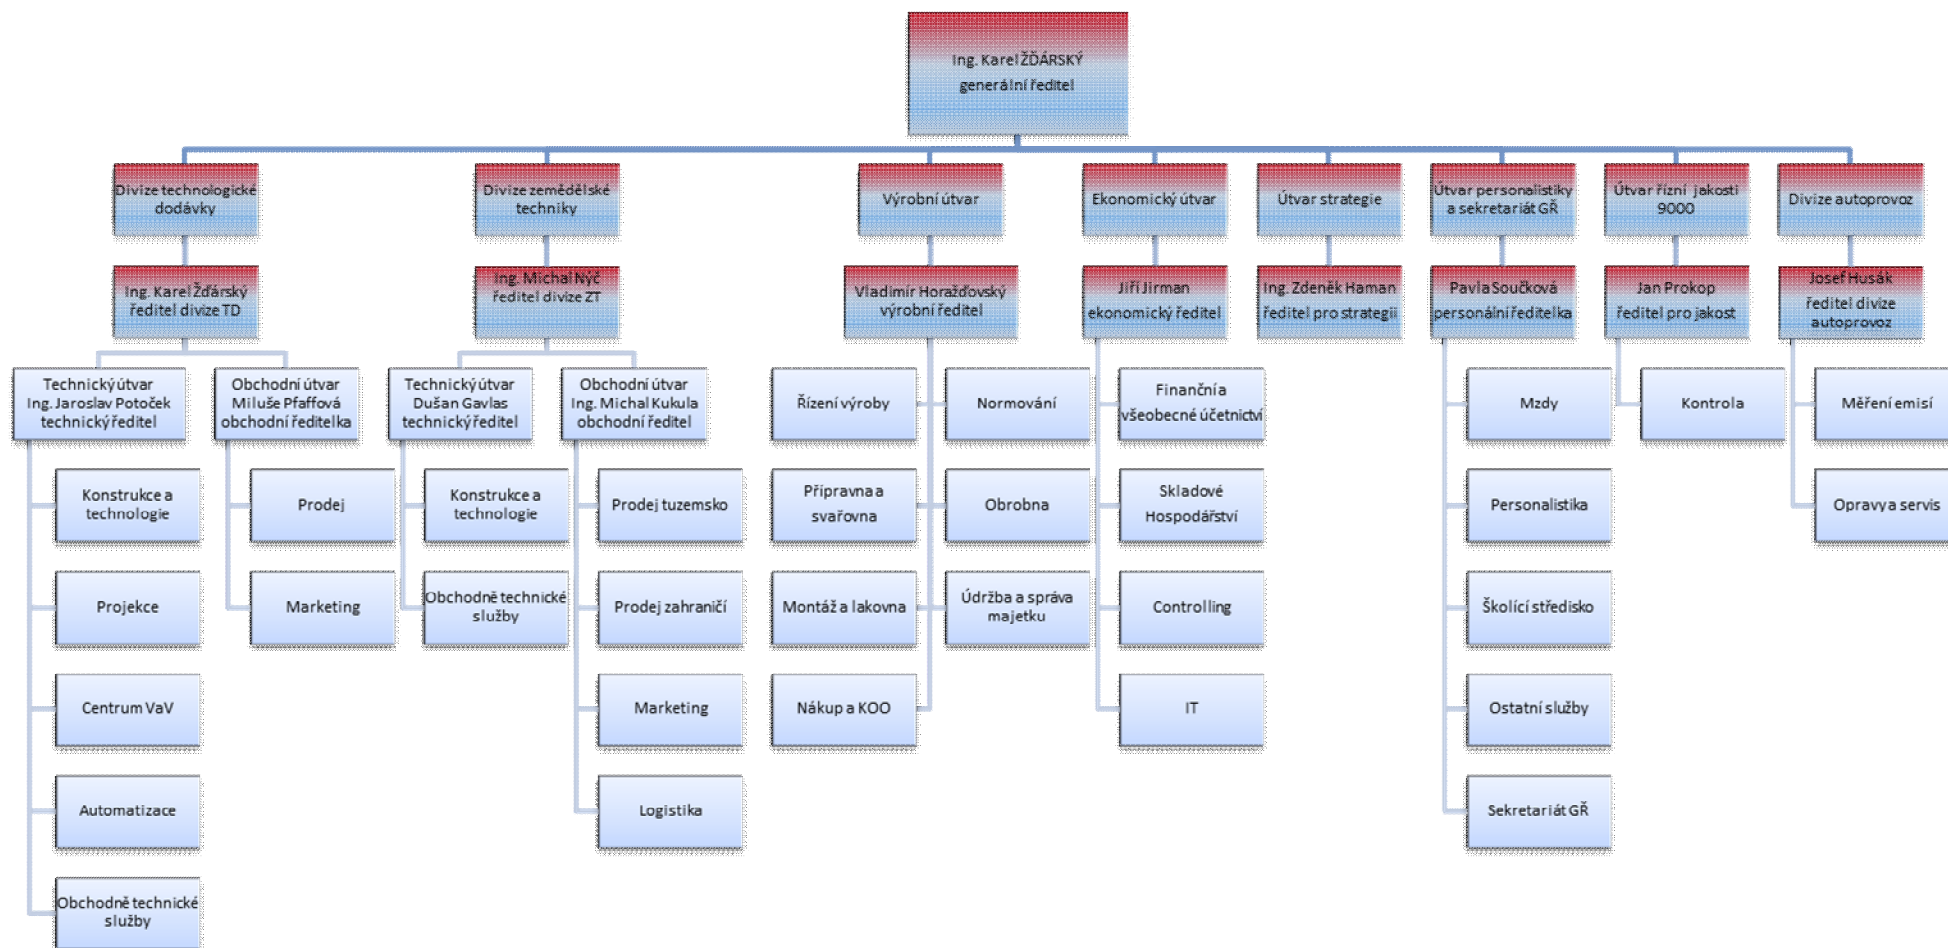 Ing. Karel ŽĎÁRSKÝ
generální ředitel
Divize technologické
dodávky
Divize zemědělské
techniky
Výrobní útvar
Ekonomický útvar
Útvar strategie
Útvar personalistiky
a sekretariát GŘ
Útvar řízní jakosti
9000
Divize autoprovoz
Ing. Karel Žďárský
ředitel divize TD
Ing. Michal Nýč
ředitel divize ZT
Vladimír Horažďovský
výrobní ředitel
Jiří Jirman
ekonomický ředitel
Ing. Zdeněk Haman
ředitel pro strategii
Pavla Součková
personální ředitelka
Jan Prokop
ředitel pro jakost
Josef Husák
ředitel divize
autoprovoz
Technický útvar
Ing. Jaroslav Potoček
technický ředitel
Obchodní útvar
Miluše Pfaffová
obchodní ředitelka
Technický útvar
Dušan Gavlas
technický ředitel
Obchodní útvar
Ing. Michal Kukula
obchodní ředitel
Řízení výroby
Normování
Finanční a
všeobecné účetnictví
Mzdy
Kontrola
Měření emisí
Konstrukce a
technologie
Prodej
Konstrukce a
technologie
Prodej tuzemsko
Přípravna a
svařovna
Obrobna
Skladové
Hospodářství
Personalistika
Opravy a servis
Projekce
Marketing
Obchodně technické
služby
Prodej zahraničí
Montáž a lakovna
Údržba a správa
majetku
Controlling
Školící středisko
Centrum VaV
Marketing
Nákup a KOO
IT
Ostatní služby
Automatizace
Logistika
Sekretariát GŘ
Obchodně technické
služby